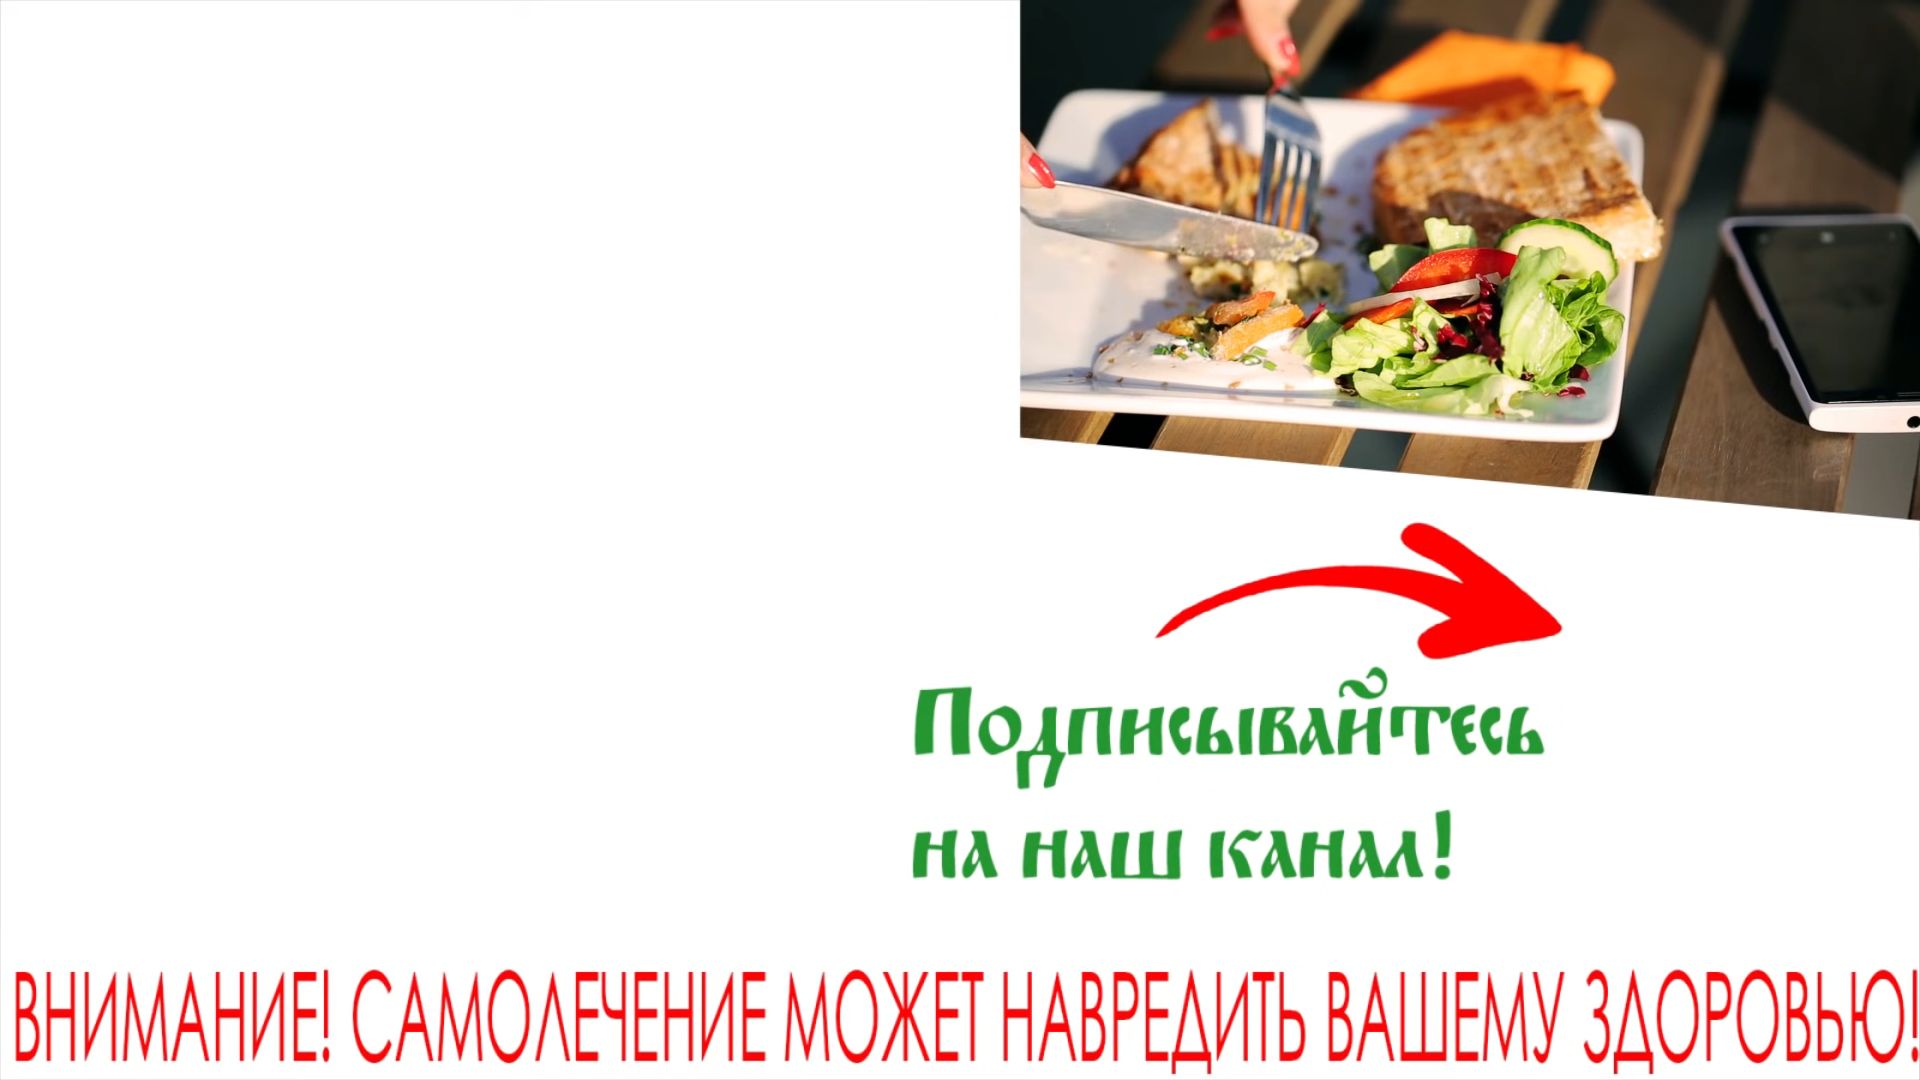 Подписывайтесь
на наш канал!
ВНИМАНИЕ! САМОЛЕЧЕНИЕ МОЖЕТ НАВРЕДИТЬ ВАШЕМУ ЗДОРОВЬЮ!